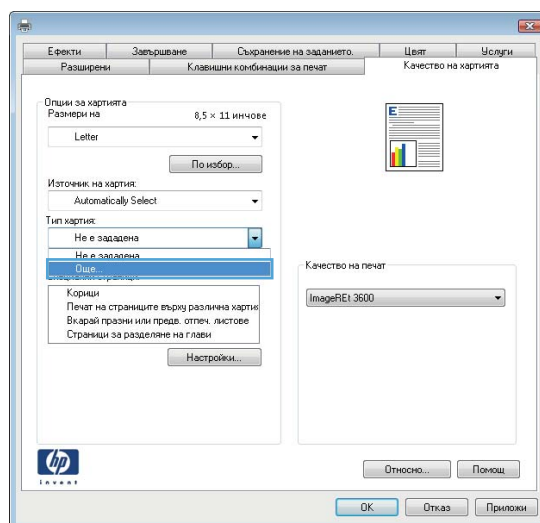 Ефекти Завършване Съхранение на заданието. Цвят Услуги
Разширени Клавишни комбинации за печат Качество на хартията
Опции за хартията
Размери на 8,5 × 11 инчове
Letter
По избор...
Източник на хартия:
Automatically Select
Тип хартия:
Не е зададена
Не е зададена
Още...
Корици
Печат на страниците върху различна хартия
Вкарай празни или предв. отпеч. листове
Страници за разделяне на глави
Настройки...
E
Качество на печат
ImageREt 3600
hp
invent
Относно... Помощ
OK Отказ Приложи